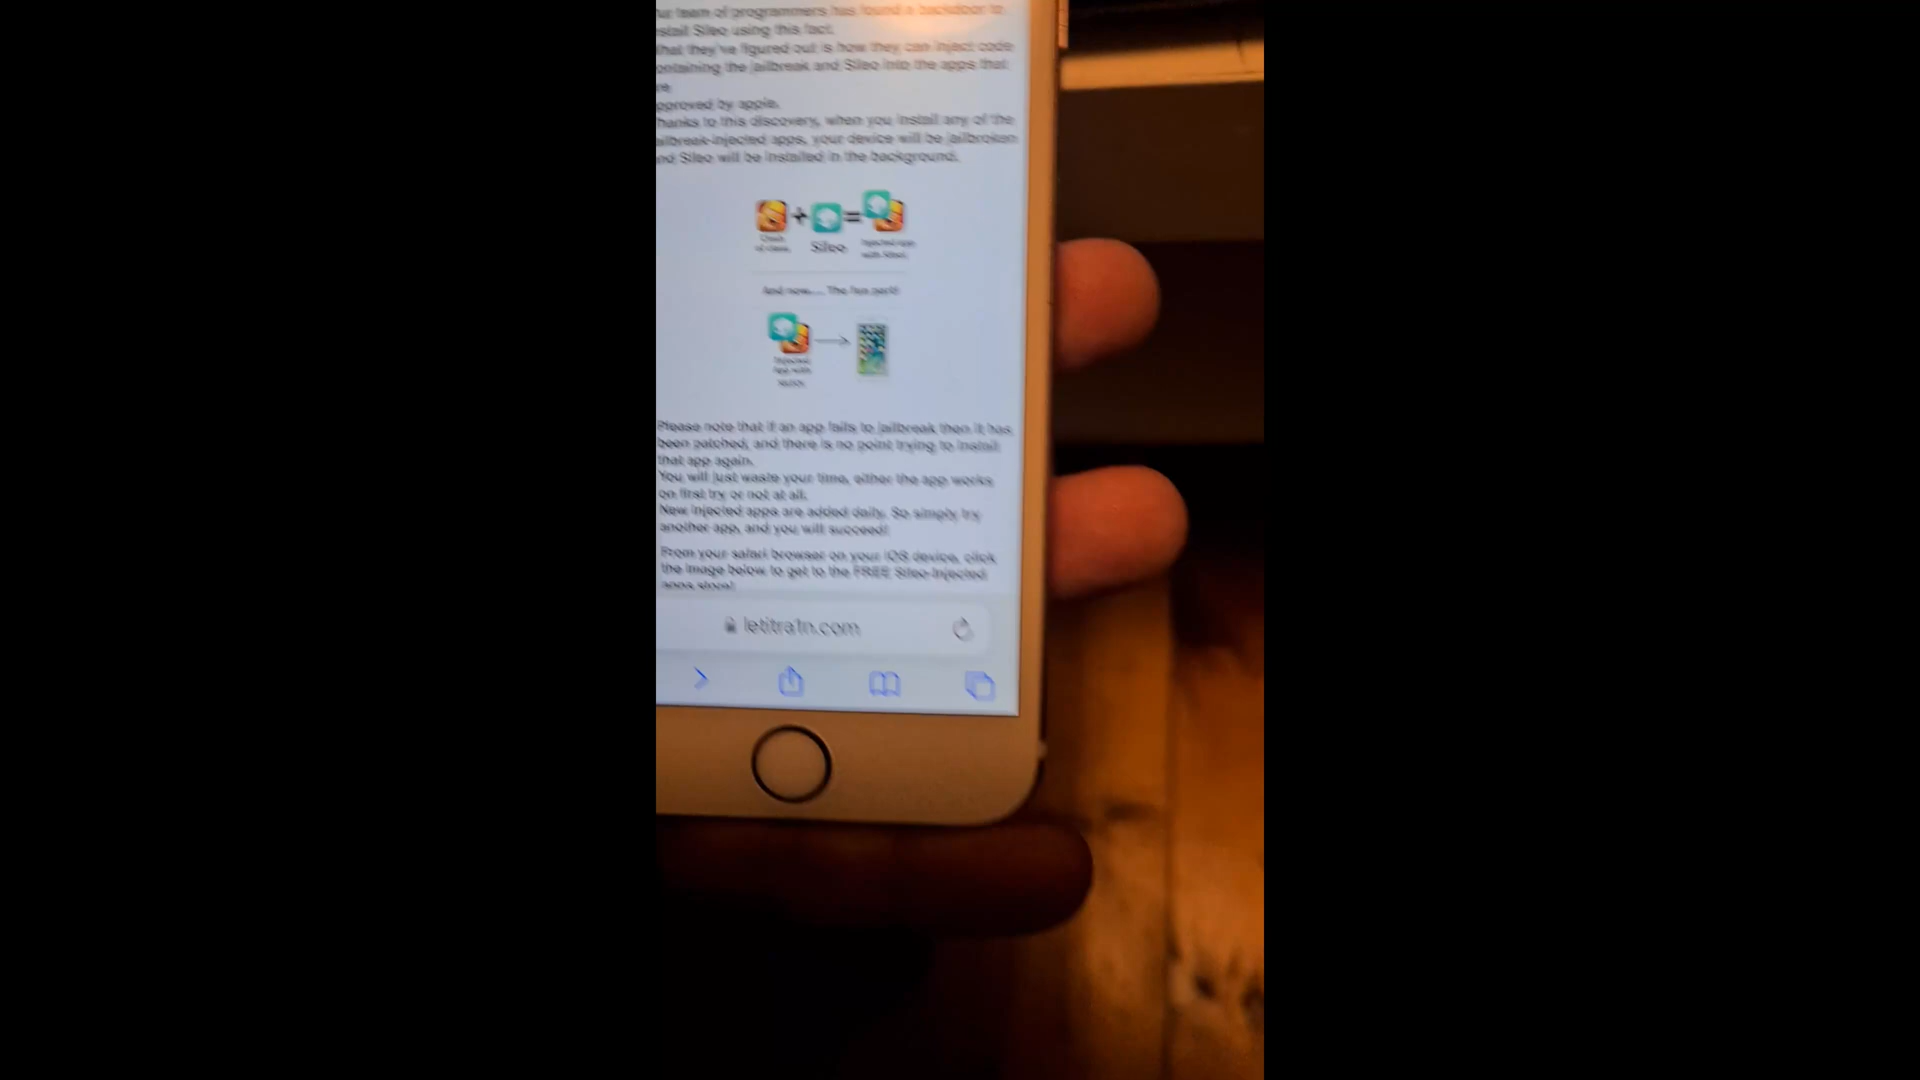 team of programmers has found a backdoor to
stall Sileo using this fact.
hat they've figured out is how they can inject code
ontaining the jailbreak and Sileo into the apps that
re
pproved by apple.
hanks to this discovery, when you install any of the
ilbreak-injected apps, your device will be jailbroken
nd Sileo will be installed in the background.
+ =
Sileo
And now.... The fun part!
Please note that if an app fails to jailbreak then it has
been patched, and there is no point trying to install
that app again.
You will just waste your time, either the app works
on first try or not at all.
New injected apps are added daily. So simply try
another app, and you will succeed!
From your safari browser on your iOS device, click
the image below to get to the FREE Sileo-Injected
apps store!
letitra1n.com